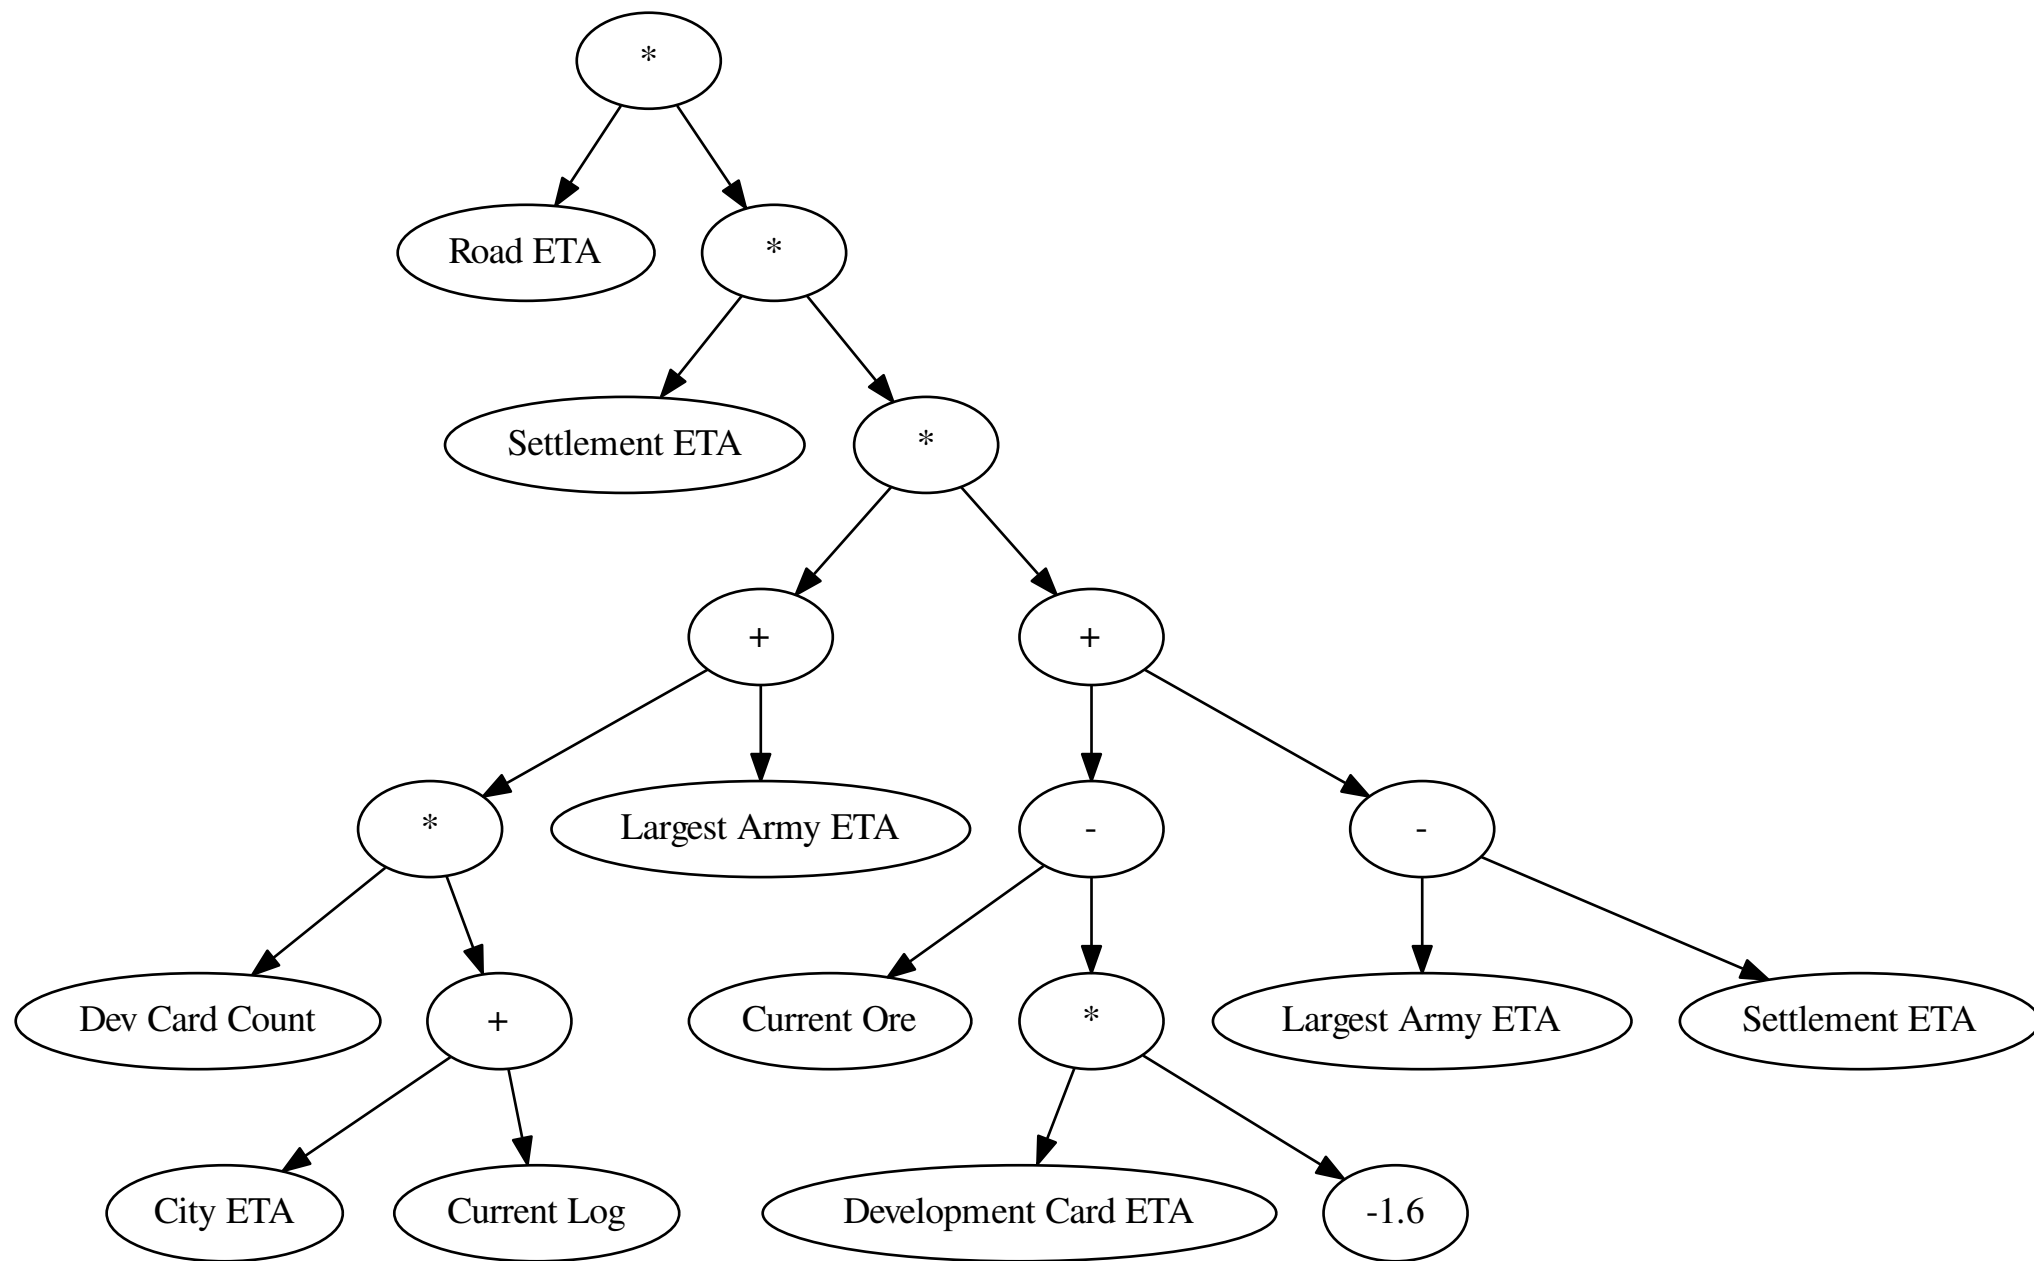 *
Road ETA
*
Settlement ETA
*
+
+
*
Largest Army ETA
-
-
Dev Card Count
+
Current Ore
*
Largest Army ETA
Settlement ETA
City ETA
Current Log
Development Card ETA
-1.6